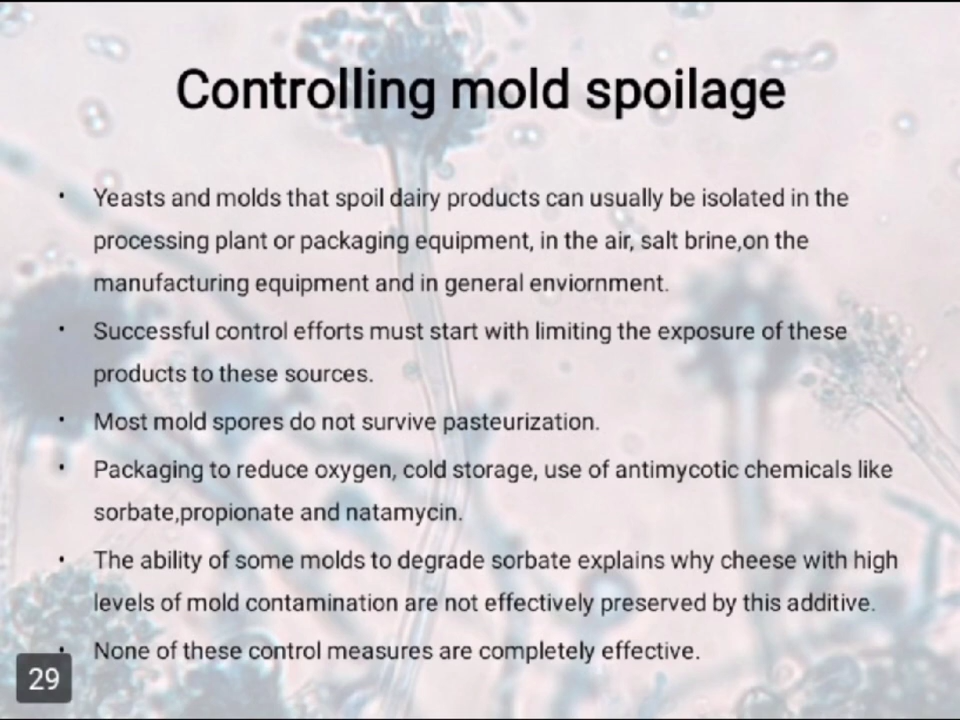 Controlling mold spoilage
• Yeasts and molds that spoil dairy products can usually be isolated in the
processing plant or packaging equipment, in the air, salt brine,on the
manufacturing equipment and in general enviornment.
• Successful control efforts must start with limiting the exposure of these
products to these sources.
• Most mold spores do not survive pasteurization.
• Packaging to reduce oxygen, cold storage, use of antimycotic chemicals like
sorbate,propionate and natamycin.
• The ability of some molds to degrade sorbate explains why cheese with high
levels of mold contamination are not effectively preserved by this additive.
• None of these control measures are completely effective.
29